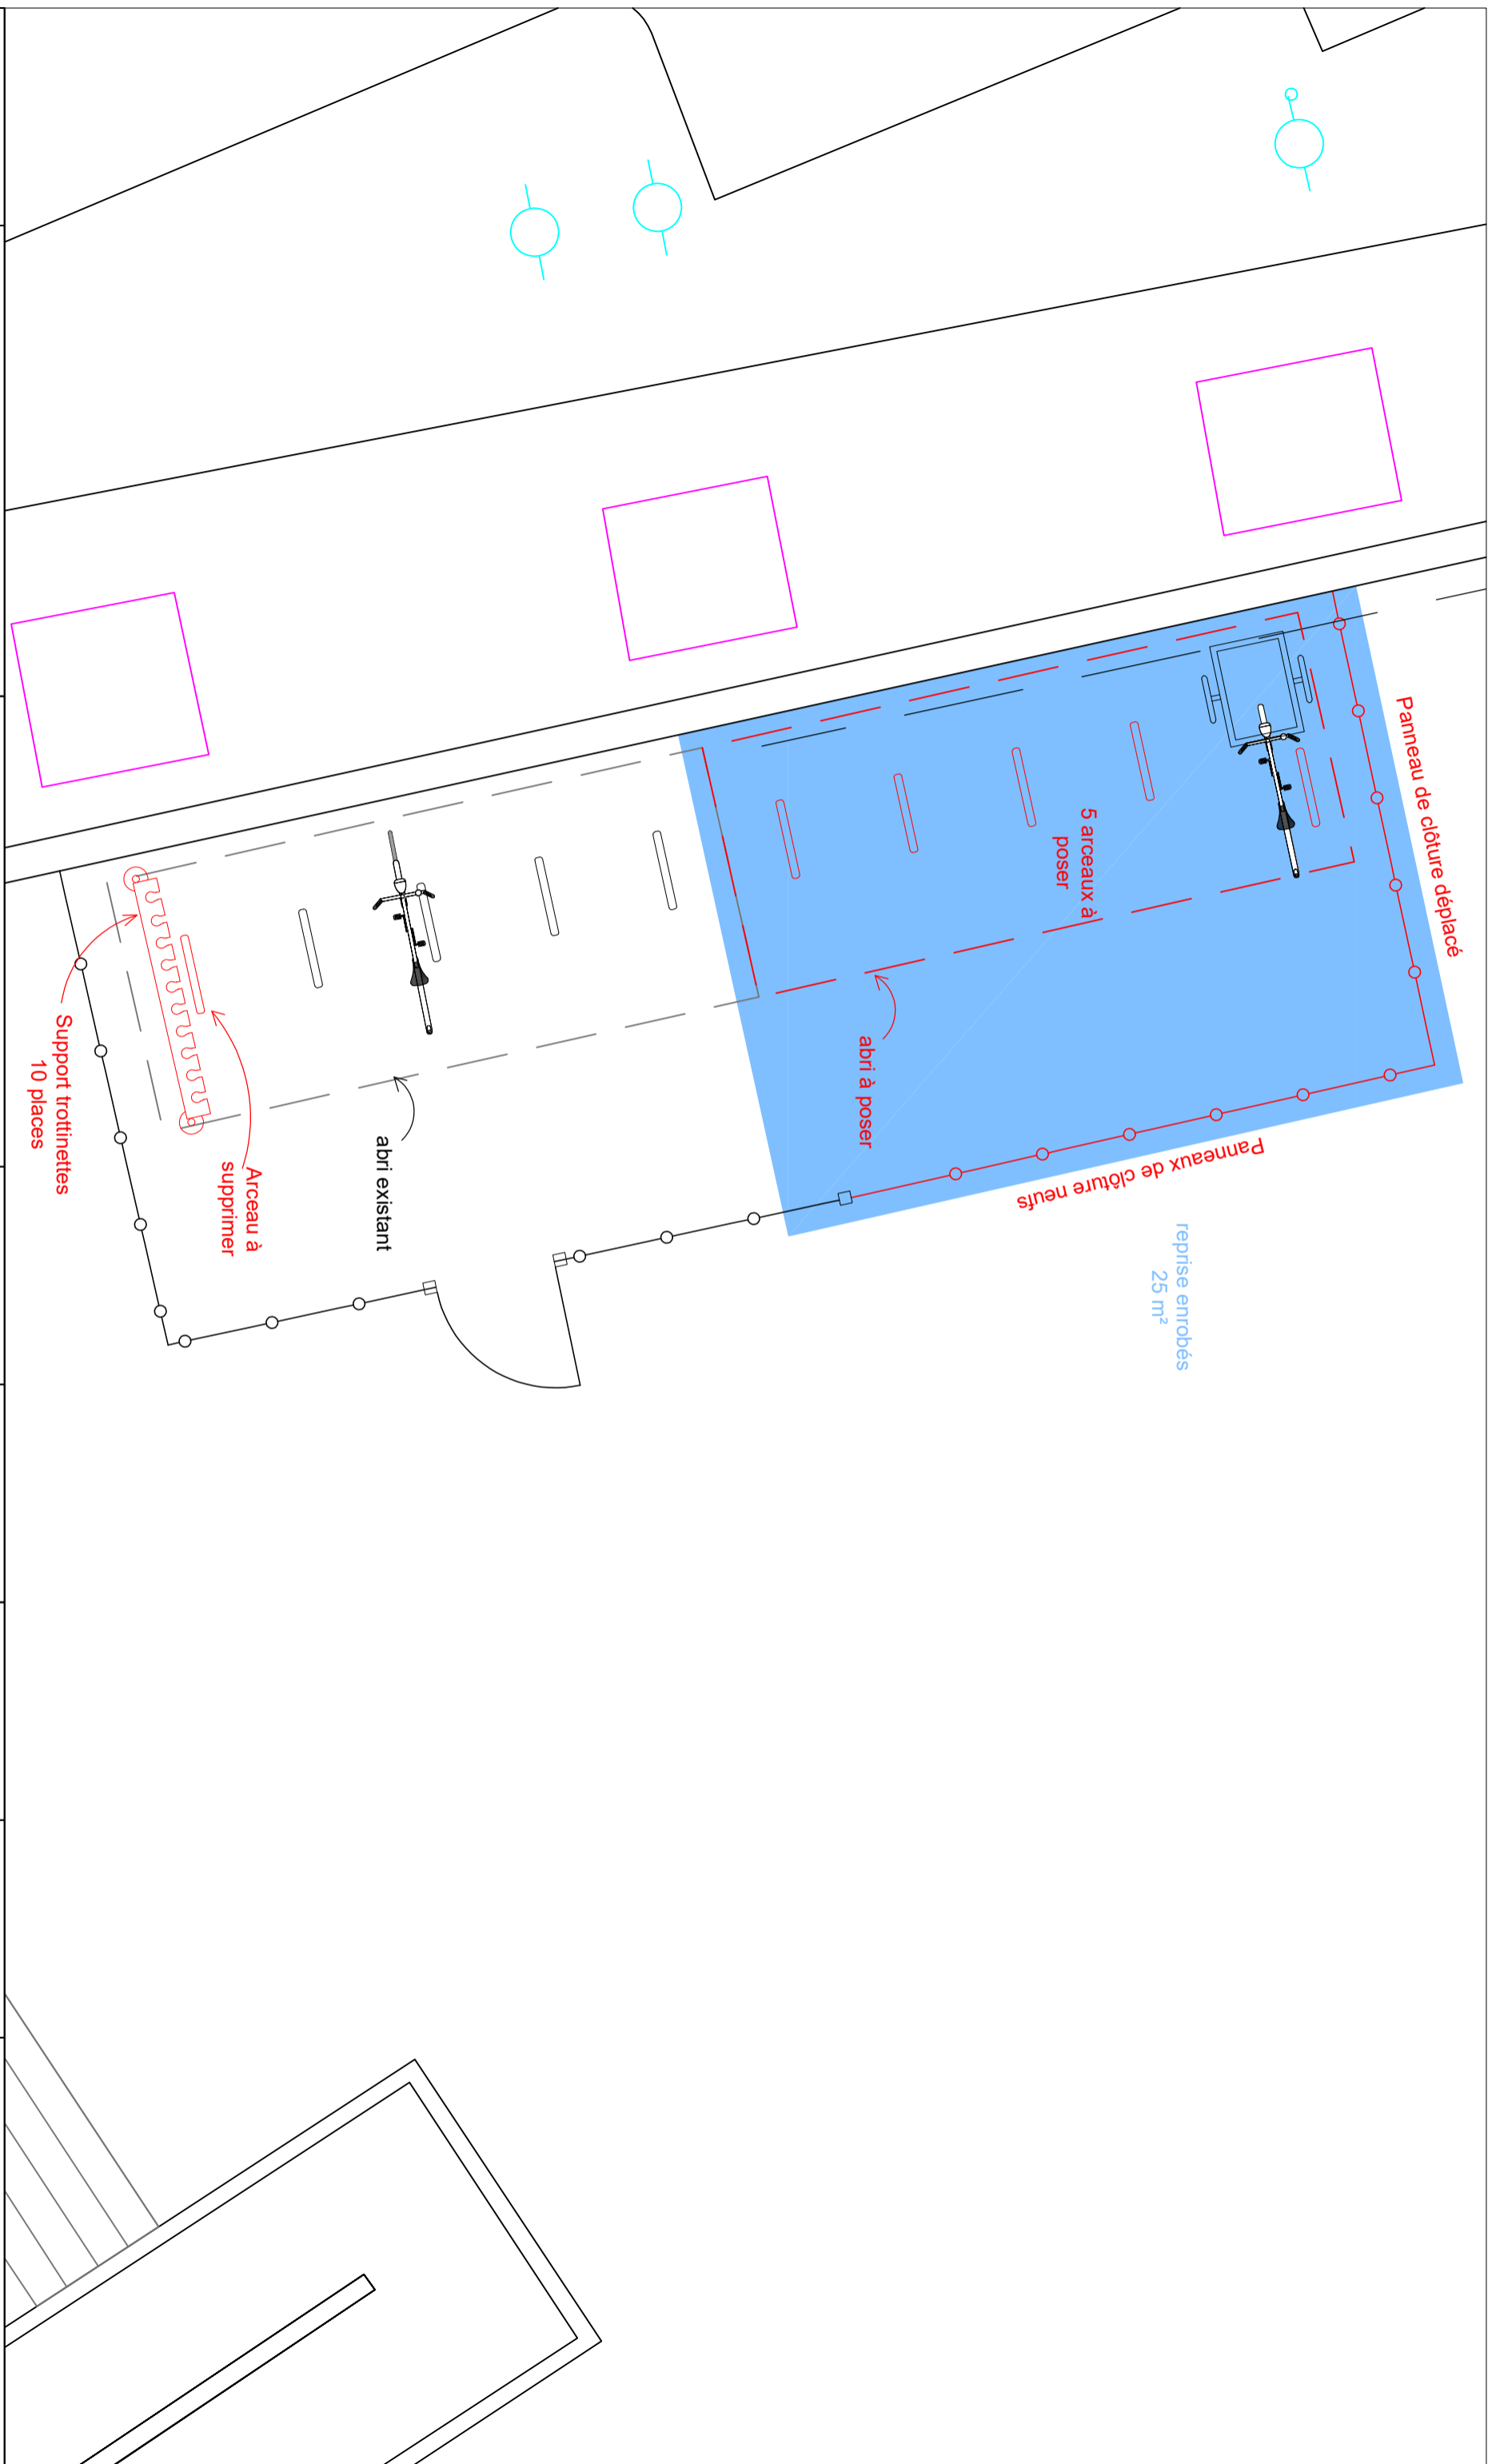 Panneau de clôture déplacé
5 arceaux à
poser
abri à poser
Panneaux de clôture neufs
reprise enrobés
25 m²
abri existant
Arceau à
supprimer
Support trottinettes
10 places